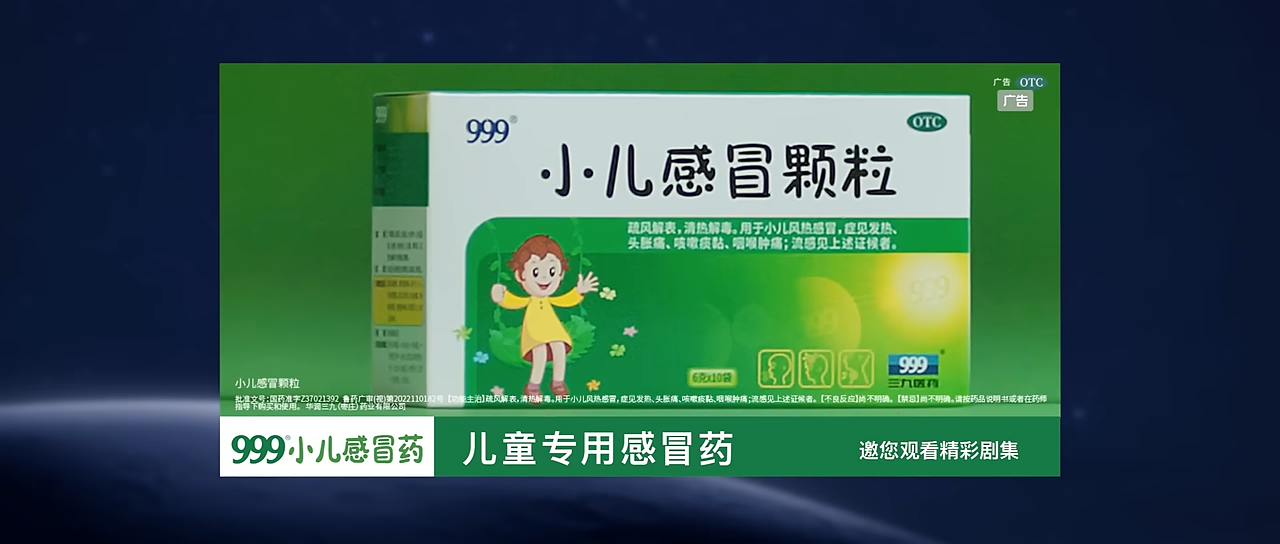 广告 OTC
广告
999®
OTC
小儿感冒颗粒
疏风解表，清热解毒。用于小儿风热感冒，症见发热、
头胀痛、咳嗽痰黏、咽喉肿痛；流感见上述证候者。
999
6克x10袋
999®
三九医药
小儿感冒颗粒
批准文号:国药准字Z37021392 鲁药广审(视)第2022110182号【功能主治】疏风解表,清热解毒。用于小儿风热感冒,症见发热、头胀痛、咳嗽痰黏、咽喉肿痛;流感见上述证候者。【不良反应】尚不明确。【禁忌】尚不明确。请按药品说明书或者在药师
指导下购买和使用。华润三九(枣庄)药业有限公司
999®小儿感冒药
儿童专用感冒药
邀您观看精彩剧集